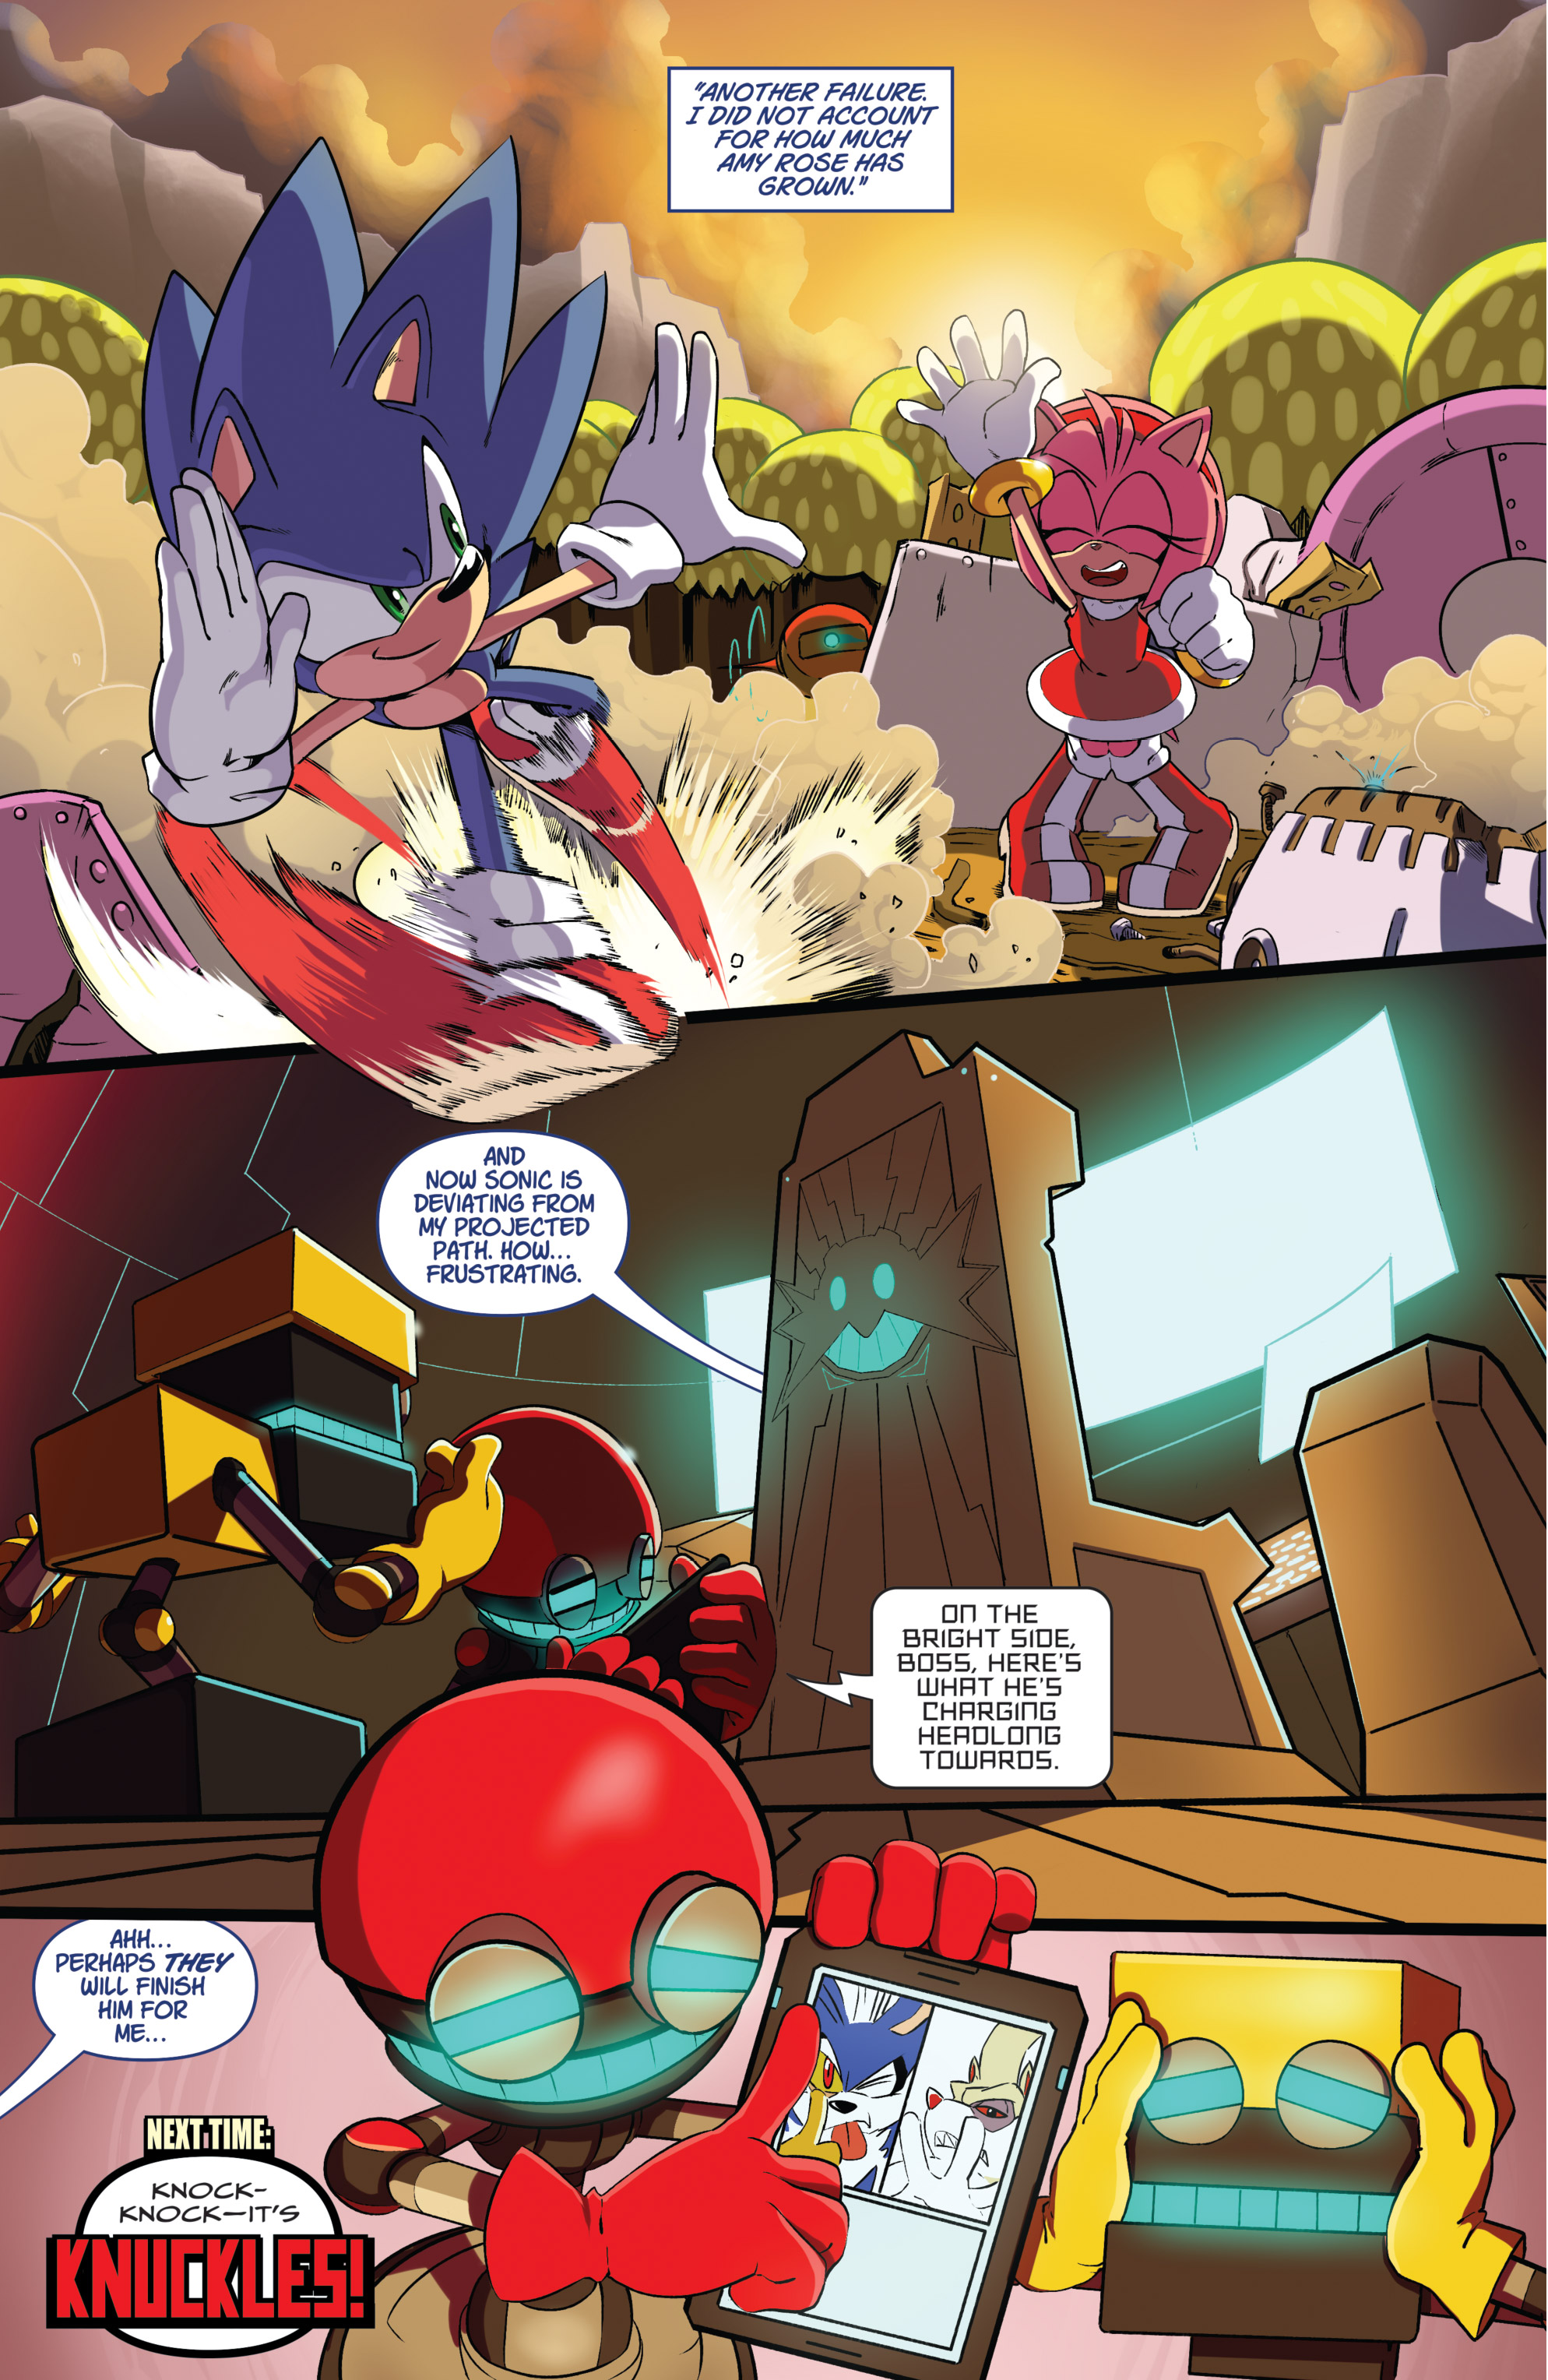 "ANOTHER FAILURE.
I DID NOT ACCOUNT
FOR HOW MUCH
AMY ROSE HAS
GROWN."
AND
NOW SONIC IS
DEVIATING FROM
MY PROJECTED
PATH. HOW...
FRUSTRATING.
ON THE
BRIGHT SIDE,
BOSS, HERE'S
WHAT HE'S
CHARGING
HEADLONG
TOWARDS.
AHH...
PERHAPS THEY
WILL FINISH
HIM FOR
ME...
NEXT TIME:
KNOCK-
KNOCK—IT'S
KNUCKLES!